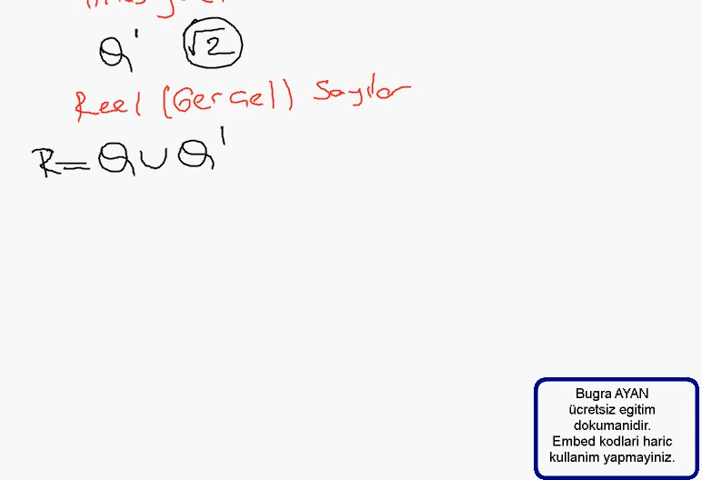 Q' √2
Reel (Gerçel) Sayılar
R = Q ∪ Q'
Bugra AYAN
ücretsiz egitim
dokumanidir.
Embed kodlari haric
kullanim yapmayiniz.